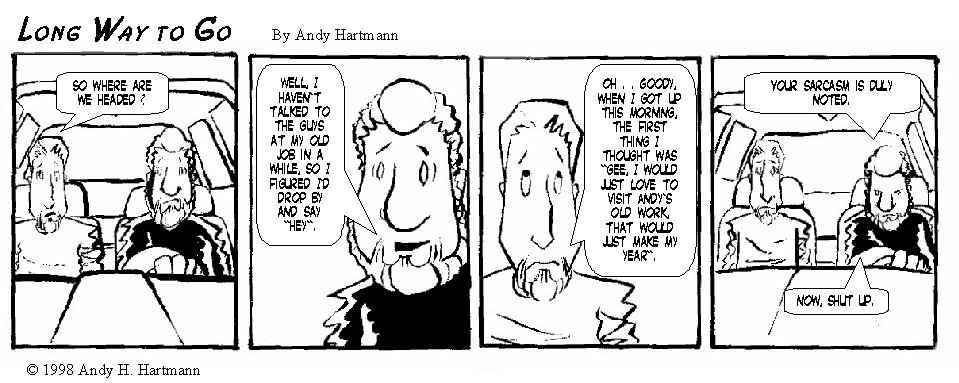 LONG WAY TO GO
By Andy Hartmann
SO WHERE ARE
WE HEADED ?
WELL, I
HAVEN'T
TALKED TO
THE GUYS
AT MY OLD
JOB IN A
WHILE, SO I
FIGURED I'D
DROP BY
AND SAY
"HEY".
OH . . GOODY,
WHEN I GOT UP
THIS MORNING,
THE FIRST
THING I
THOUGHT WAS
"GEE, I WOULD
JUST LOVE TO
VISIT ANDY'S
OLD WORK,
THAT WOULD
JUST MAKE MY
YEAR".
YOUR SARCASM IS DULY
NOTED.
NOW, SHUT UP.
© 1998 Andy H. Hartmann